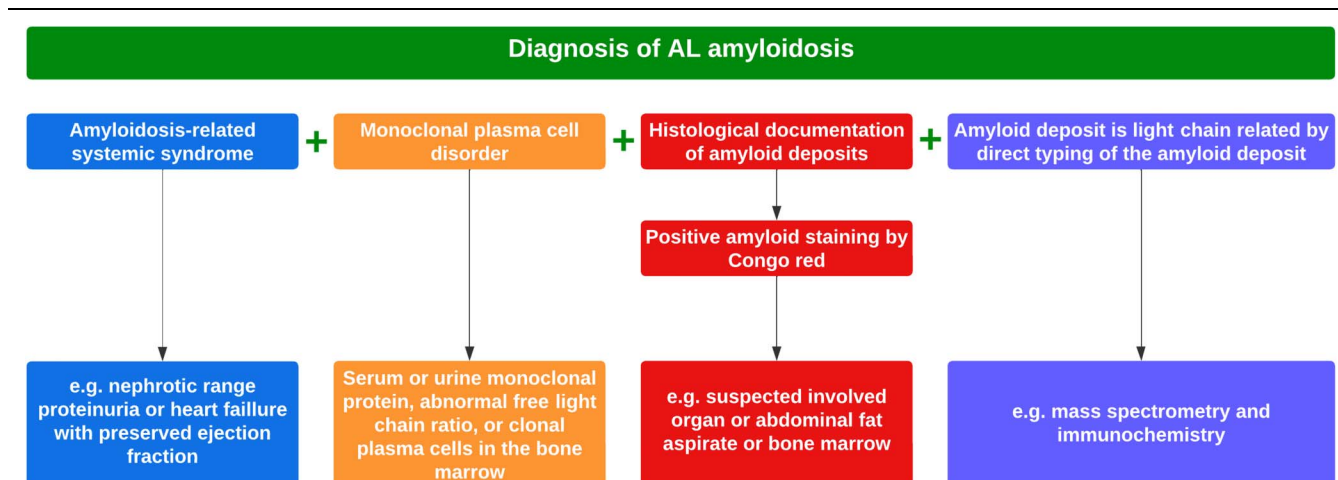 Diagnosis of AL amyloidosis
Amyloidosis-related
systemic syndrome
+
Monoclonal plasma cell
disorder
+
Histological documentation
of amyloid deposits
+
Amyloid deposit is light chain related by
direct typing of the amyloid deposit
Positive amyloid staining by
Congo red
e.g. nephrotic range
proteinuria or heart faillure
with preserved ejection
fraction
Serum or urine monoclonal
protein, abnormal free light
chain ratio, or clonal
plasma cells in the bone
marrow
e.g. suspected involved
organ or abdominal fat
aspirate or bone marrow
e.g. mass spectrometry and
immunochemistry